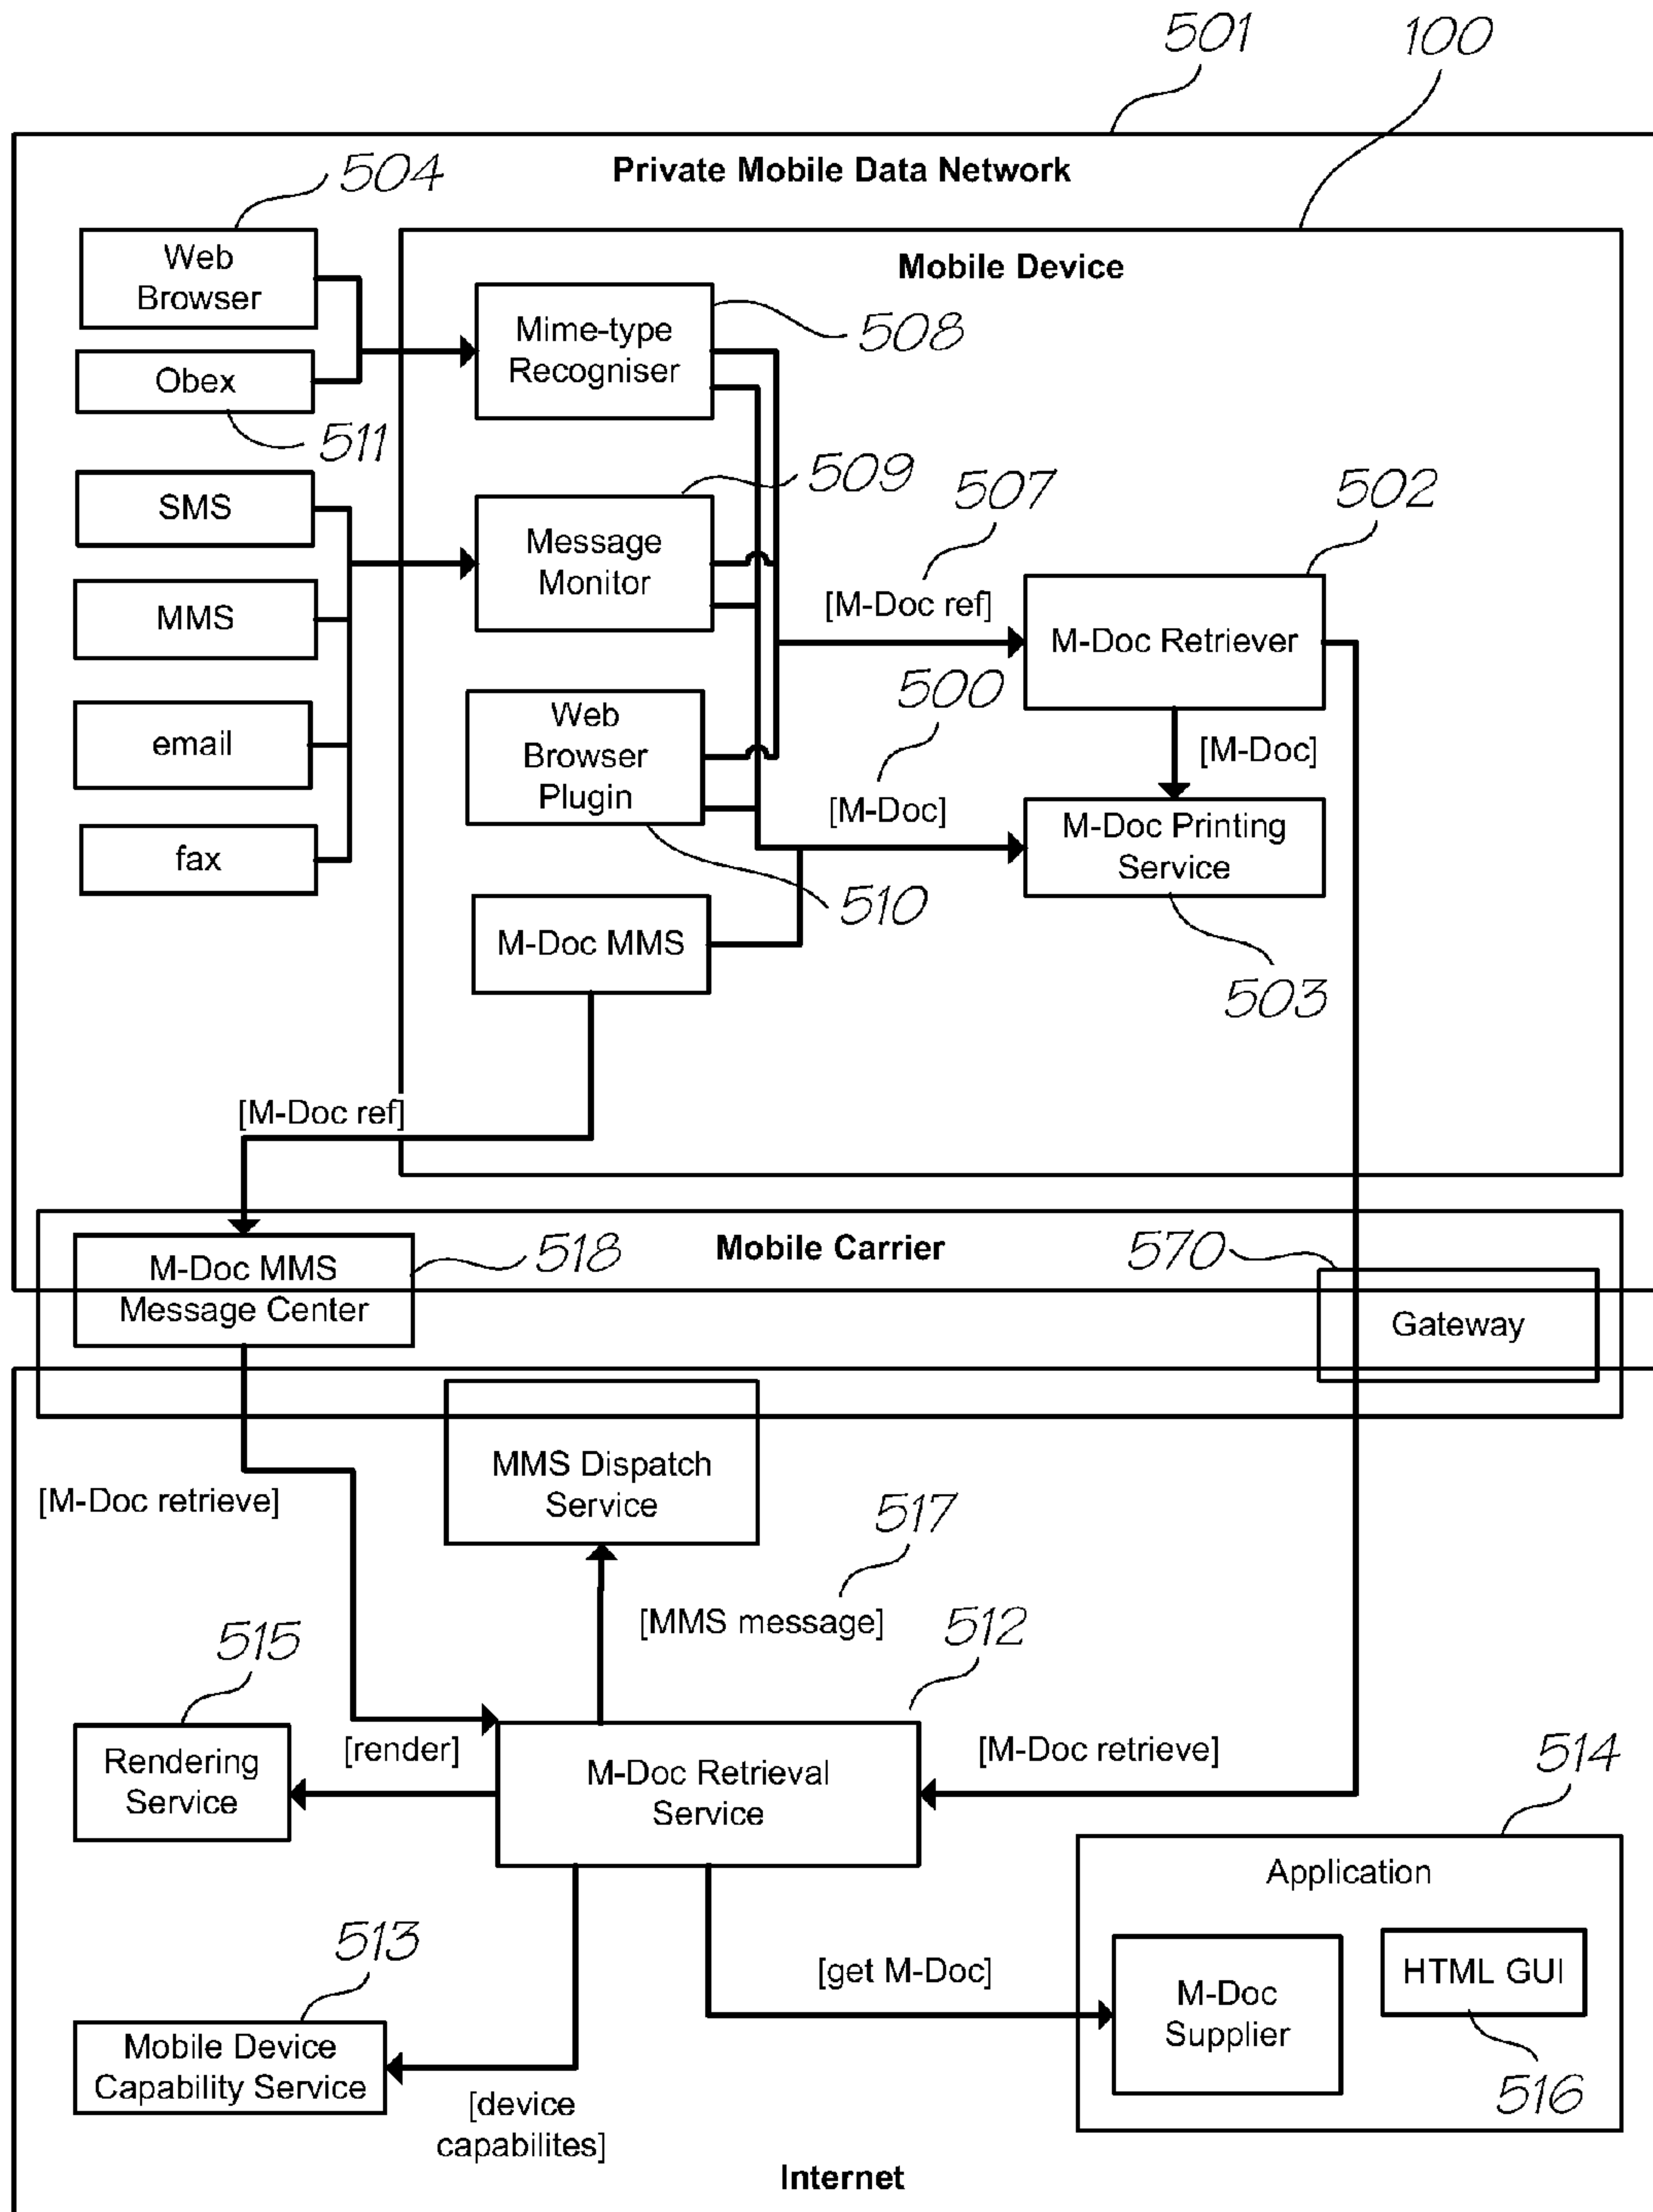 501
100
Private Mobile Data Network
504
Web
Browser
Mobile Device
Mime-type
Recogniser
508
Obex
511
509
507
502
SMS
Message
Monitor
[M-Doc ref]
M-Doc Retriever
MMS
500
Web
Browser
Plugin
email
[M-Doc]
[M-Doc]
M-Doc Printing
Service
fax
510
M-Doc MMS
503
[M-Doc ref]
M-Doc MMS
Message Center
518
Mobile Carrier
570
Gateway
MMS Dispatch
Service
[M-Doc retrieve]
517
[MMS message]
512
515
Rendering
Service
[render]
M-Doc Retrieval
Service
[M-Doc retrieve]
514
Application
513
[get M-Doc]
M-Doc
Supplier
HTML GUI
516
Mobile Device
Capability Service
[device
capabilites]
Internet